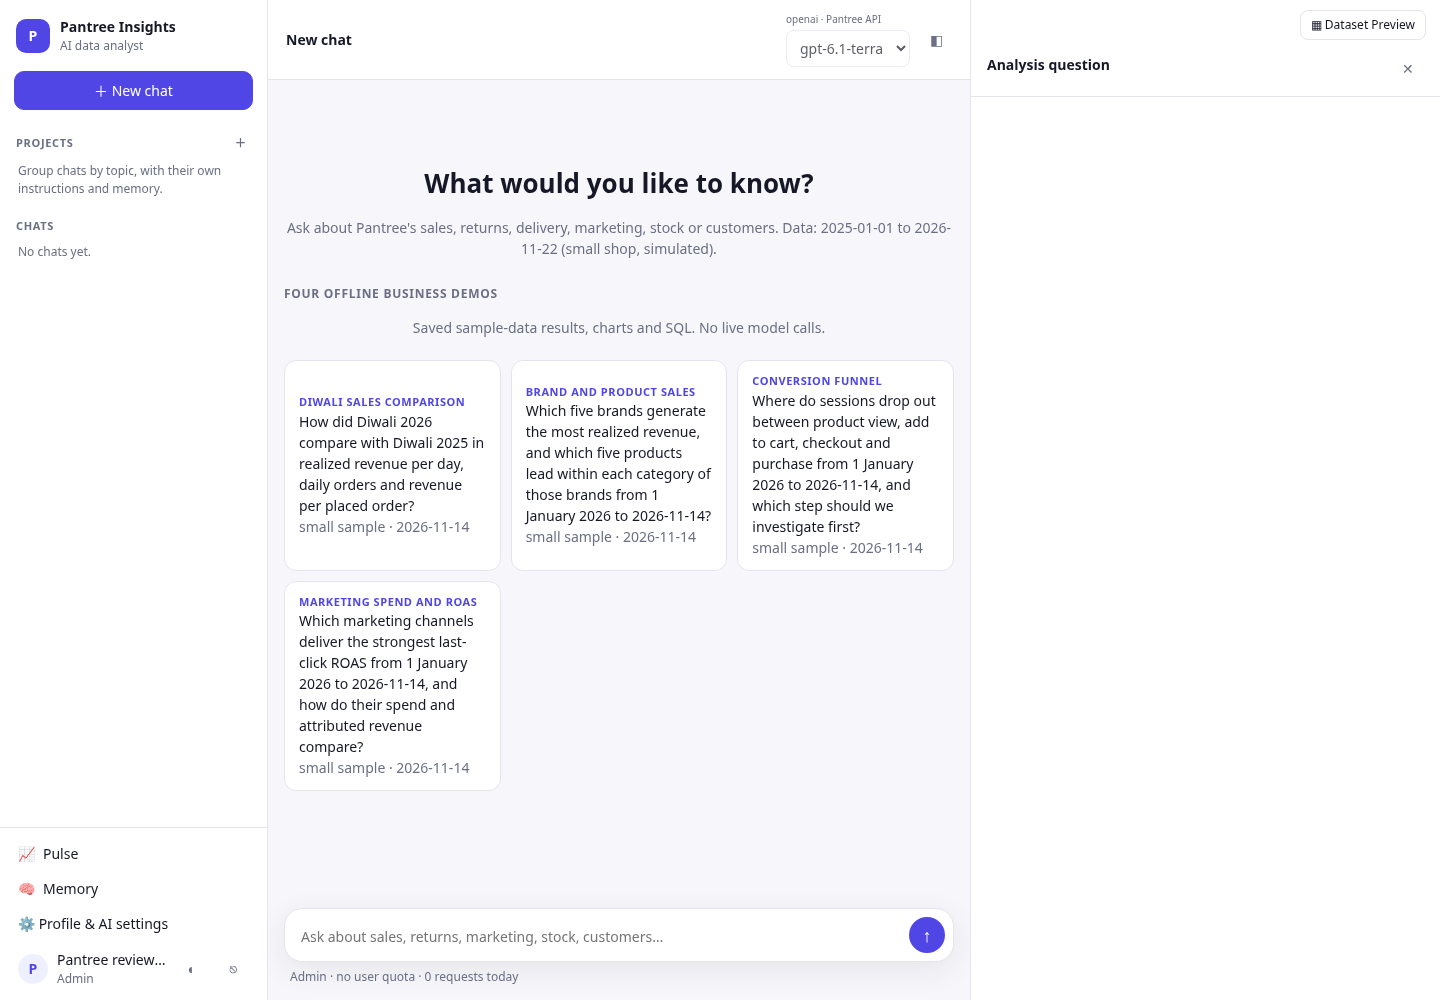 P
Pantree Insights
AI data analyst
+ New chat
PROJECTS
+
Group chats by topic, with their own
instructions and memory.
CHATS
No chats yet.
📈 Pulse
🧠 Memory
⚙️ Profile & AI settings
P
Pantree review...
Admin
New chat
openai · Pantree API
gpt-6.1-terra
What would you like to know?
Ask about Pantree's sales, returns, delivery, marketing, stock or customers. Data: 2025-01-01 to 2026-
11-22 (small shop, simulated).
FOUR OFFLINE BUSINESS DEMOS
Saved sample-data results, charts and SQL. No live model calls.
DIWALI SALES COMPARISON
How did Diwali 2026
compare with Diwali 2025 in
realized revenue per day,
daily orders and revenue
per placed order?
small sample · 2026-11-14
BRAND AND PRODUCT SALES
Which five brands generate
the most realized revenue,
and which five products
lead within each category of
those brands from 1
January 2026 to 2026-11-14?
small sample · 2026-11-14
CONVERSION FUNNEL
Where do sessions drop out
between product view, add
to cart, checkout and
purchase from 1 January
2026 to 2026-11-14, and
which step should we
investigate first?
small sample · 2026-11-14
MARKETING SPEND AND ROAS
Which marketing channels
deliver the strongest last-
click ROAS from 1 January
2026 to 2026-11-14, and
how do their spend and
attributed revenue
compare?
small sample · 2026-11-14
Ask about sales, returns, marketing, stock, customers...
↑
Admin · no user quota · 0 requests today
▦ Dataset Preview
Analysis question
×